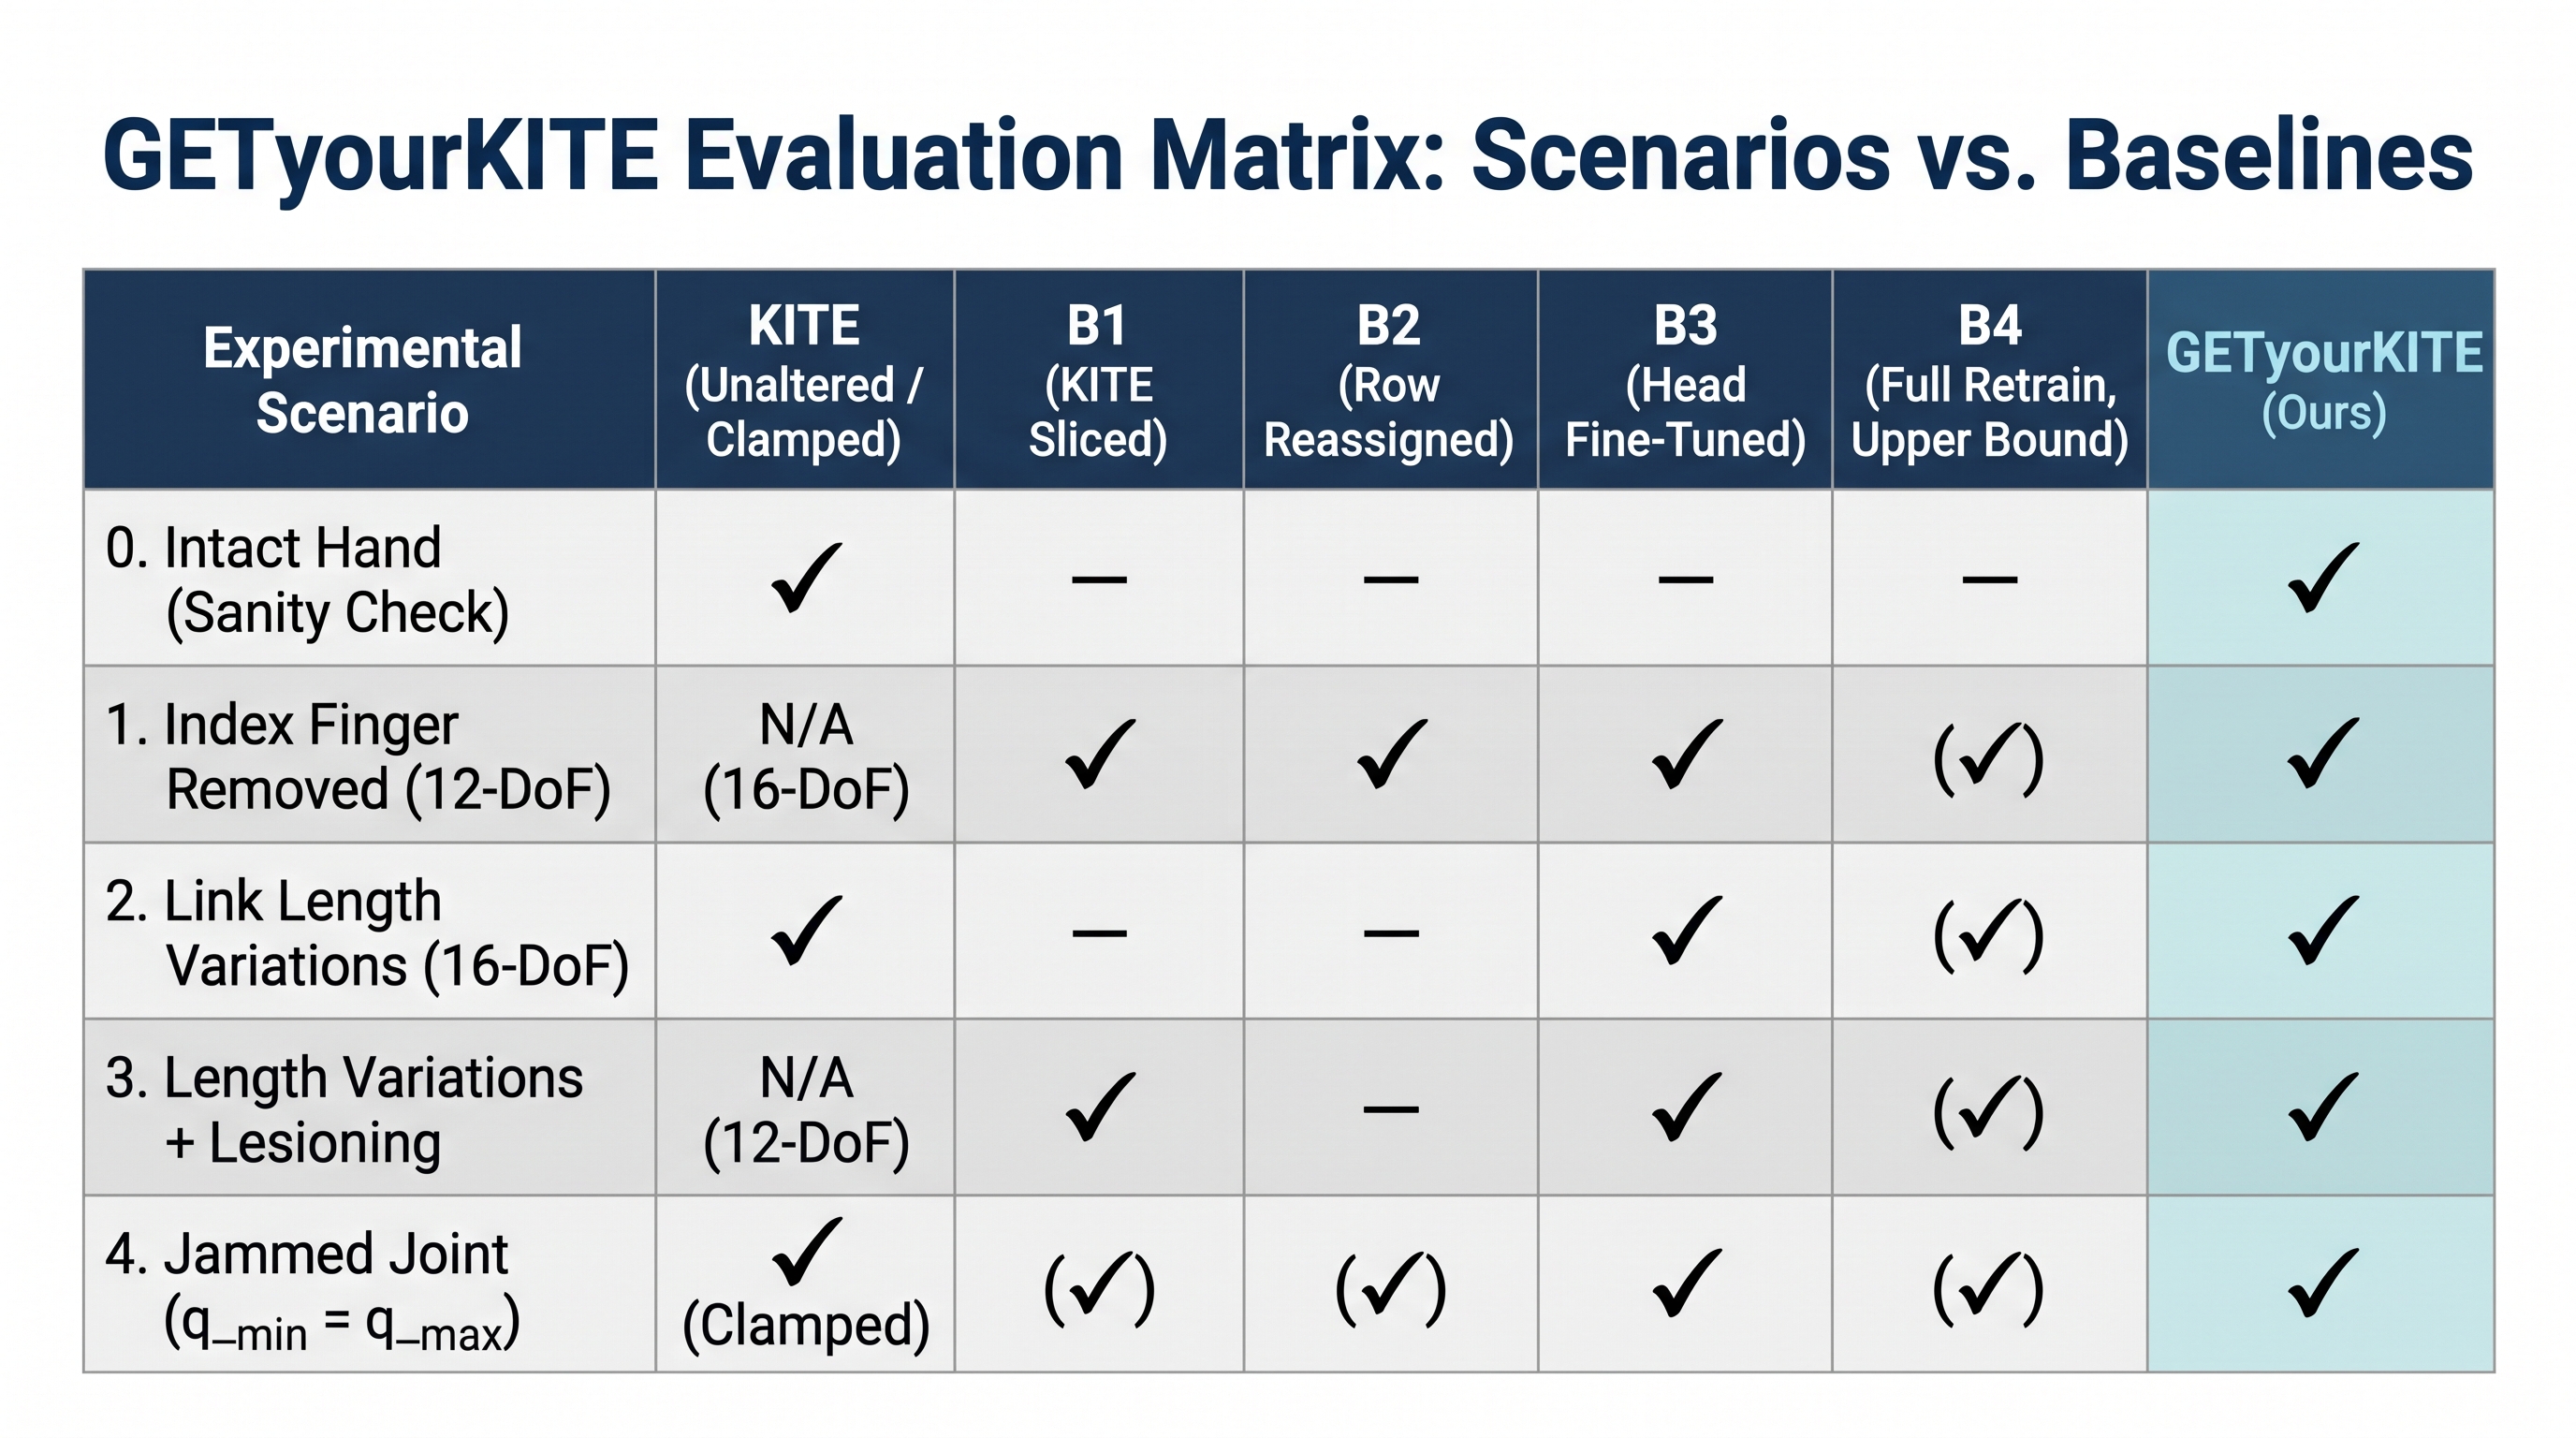 GETyourKITE Evaluation Matrix: Scenarios vs. Baselines
Experimental
Scenario
KITE
(Unaltered /
Clamped)
B1
(KITE
Sliced)
B2
(Row
Reassigned)
B3
(Head
Fine-Tuned)
B4
(Full Retrain,
Upper Bound)
GETyourKITE
(Ours)
0. Intact Hand
(Sanity Check)
✓
—
—
—
—
✓
1. Index Finger
Removed (12-DoF)
N/A
(16-DoF)
✓
✓
✓
(✓)
✓
2. Link Length
Variations (16-DoF)
✓
—
—
✓
(✓)
✓
3. Length Variations
+ Lesioning
N/A
(12-DoF)
✓
—
✓
(✓)
✓
4. Jammed Joint
(q_min = q_max)
✓
(Clamped)
(✓)
(✓)
✓
(✓)
✓